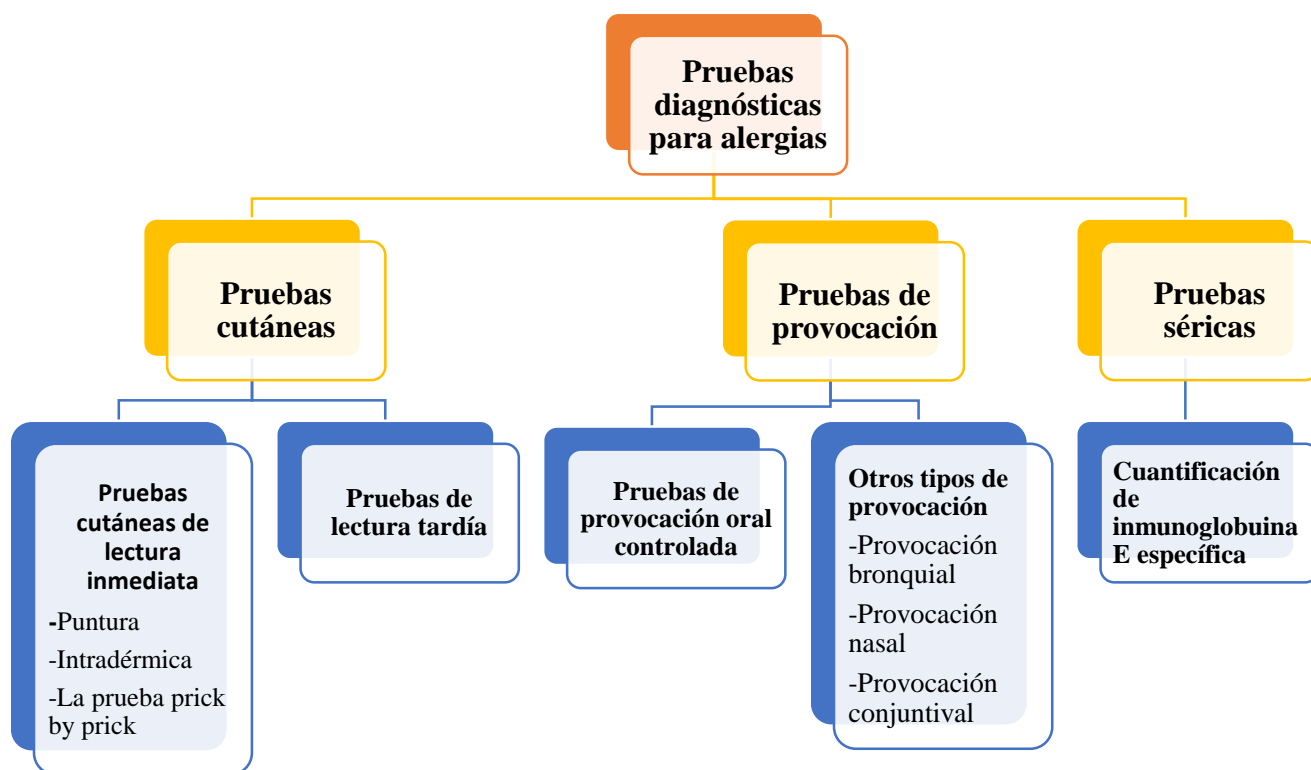 Pruebas
diagnósticas
para alergias
Pruebas
cutáneas
Pruebas de
provocación
Pruebas
séricas
Pruebas
cutáneas de
lectura
inmediata
-Puntura
-Intradérmica
-La prueba prick
by prick
Pruebas de
lectura tardía
Pruebas de
provocación oral
controlada
Otros tipos de
provocación
-Provocación
bronquial
-Provocación
nasal
-Provocación
conjuntival
Cuantificación
de
inmunoglobuina
E específica